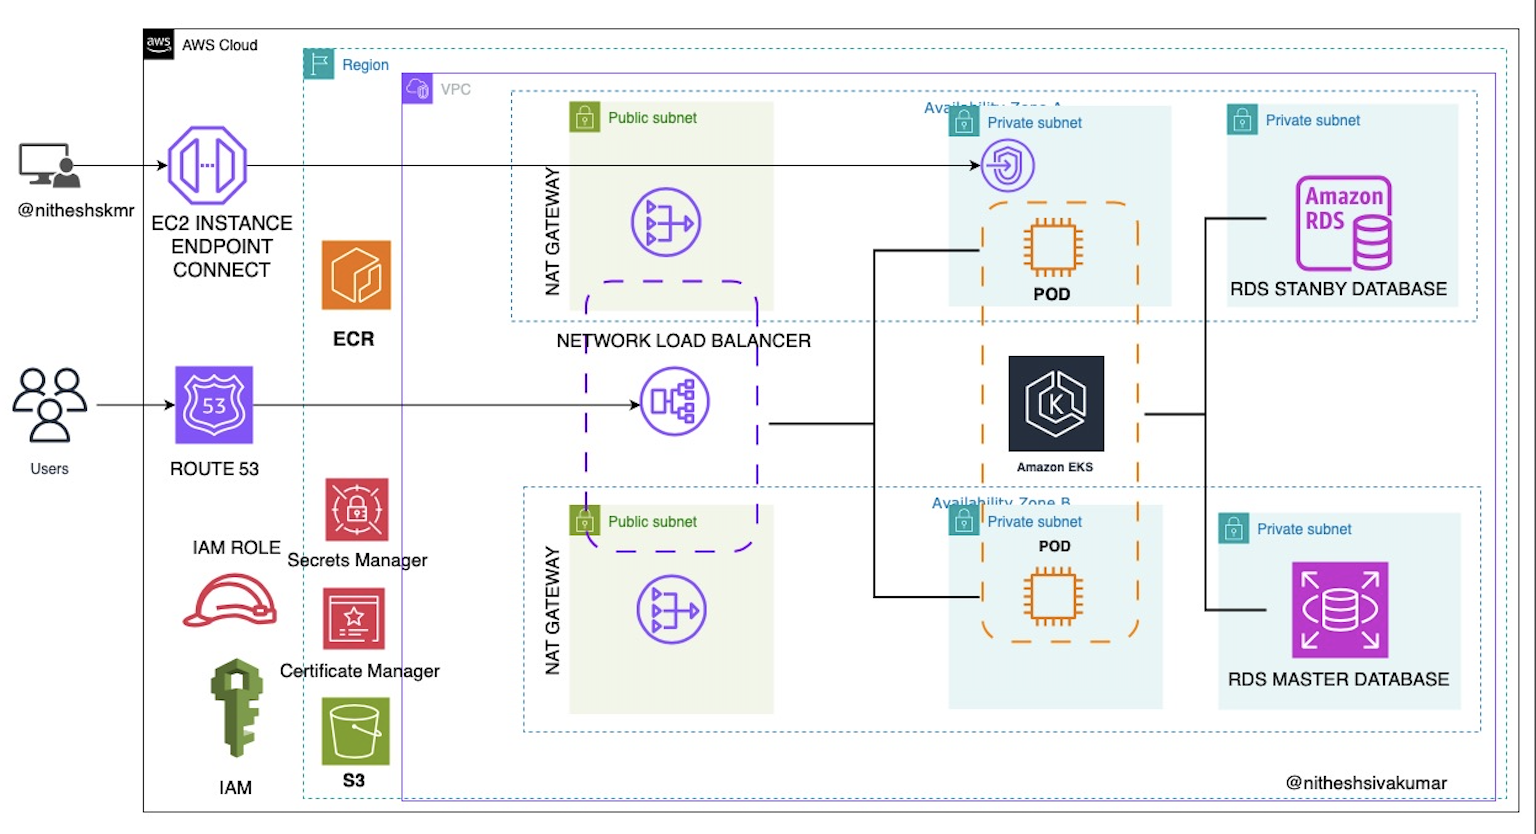 aws
AWS Cloud
Region
VPC
Availability Zone A
Public subnet
Private subnet
Private subnet
@nitheshskmr
EC2 INSTANCE
ENDPOINT
CONNECT
NAT GATEWAY
Amazon
RDS
POD
RDS STANBY DATABASE
ECR
NETWORK LOAD BALANCER
53
K
Users
ROUTE 53
Amazon EKS
Availability Zone B
Public subnet
Private subnet
Private subnet
IAM ROLE
Secrets Manager
POD
NAT GATEWAY
Certificate Manager
RDS MASTER DATABASE
IAM
S3
@nitheshsivakumar